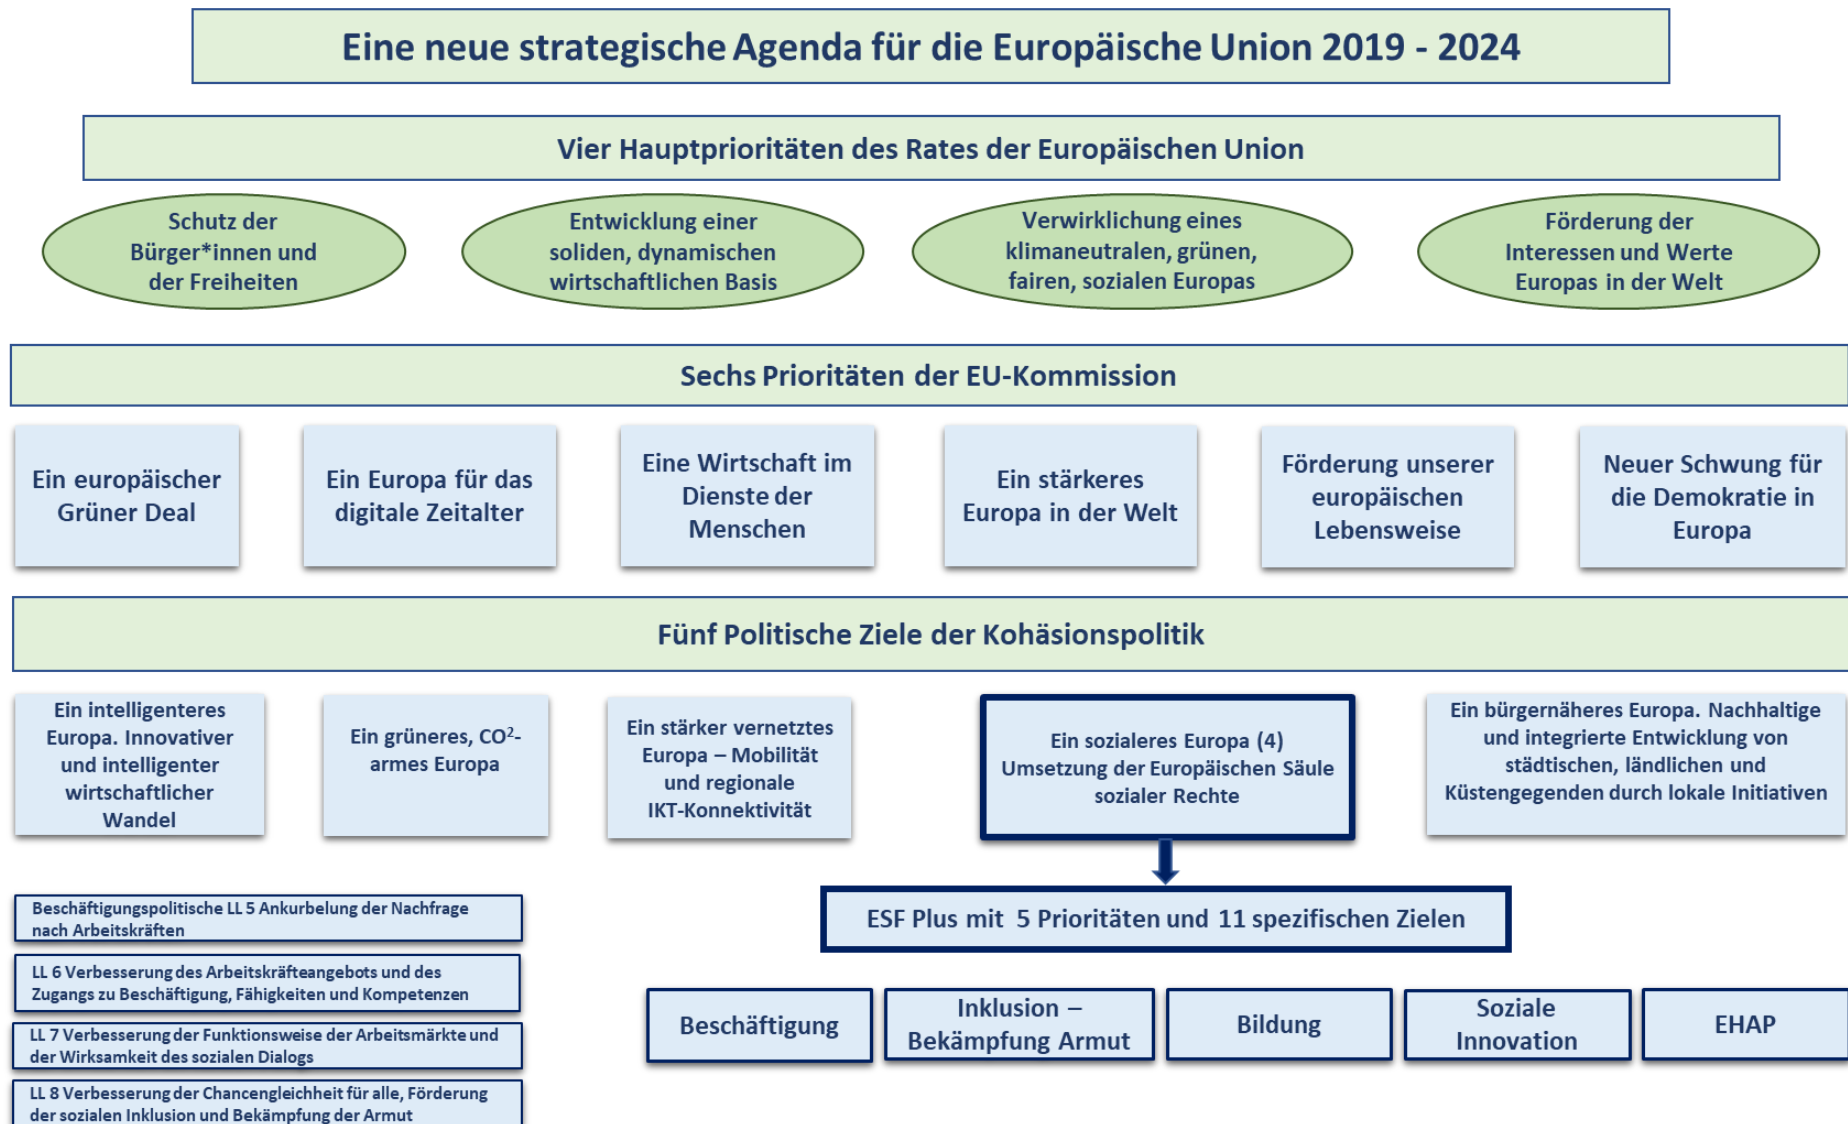 Eine neue strategische Agenda für die Europäische Union 2019 - 2024
Vier Hauptprioritäten des Rates der Europäischen Union
Schutz der
Bürger*innen und
der Freiheiten
Entwicklung einer
soliden, dynamischen
wirtschaftlichen Basis
Verwirklichung eines
klimaneutralen, grünen,
fairen, sozialen Europas
Förderung der
Interessen und Werte
Europas in der Welt
Sechs Prioritäten der EU-Kommission
Ein europäischer
Grüner Deal
Ein Europa für das
digitale Zeitalter
Eine Wirtschaft im
Dienste der
Menschen
Ein stärkeres
Europa in der Welt
Förderung unserer
europäischen
Lebensweise
Neuer Schwung für
die Demokratie in
Europa
Fünf Politische Ziele der Kohäsionspolitik
Ein intelligenteres
Europa. Innovativer
und intelligenter
wirtschaftlicher
Wandel
Ein grüneres, CO²-
armes Europa
Ein stärker vernetztes
Europa – Mobilität
und regionale
IKT-Konnektivität
Ein sozialeres Europa (4)
Umsetzung der Europäischen Säule
sozialer Rechte
Ein bürgernäheres Europa. Nachhaltige
und integrierte Entwicklung von
städtischen, ländlichen und
Küstengegenden durch lokale Initiativen
Beschäftigungspolitische LL 5 Ankurbelung der Nachfrage
nach Arbeitskräften
LL 6 Verbesserung des Arbeitskräfteangebots und des
Zugangs zu Beschäftigung, Fähigkeiten und Kompetenzen
LL 7 Verbesserung der Funktionsweise der Arbeitsmärkte und
der Wirksamkeit des sozialen Dialogs
LL 8 Verbesserung der Chancengleichheit für alle, Förderung
der sozialen Inklusion und Bekämpfung der Armut
ESF Plus mit 5 Prioritäten und 11 spezifischen Zielen
Beschäftigung
Inklusion –
Bekämpfung Armut
Bildung
Soziale
Innovation
EHAP